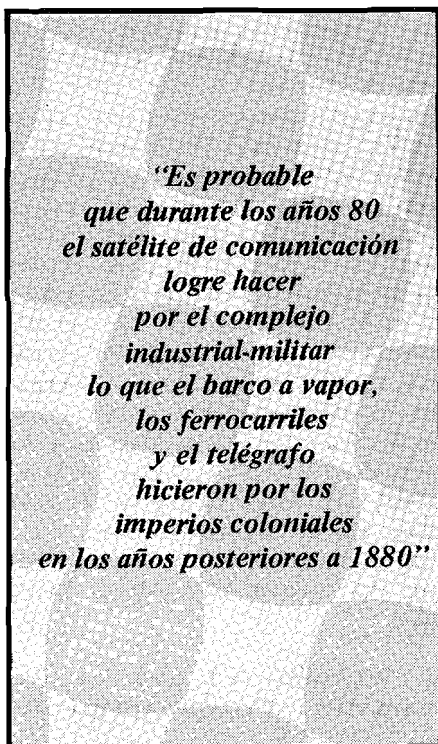 “Es probable
que durante los años 80
el satélite de comunicación
logre hacer
por el complejo
industrial-militar
lo que el barco a vapor,
los ferrocarriles
y el telégrafo
hicieron por los
imperios coloniales
en los años posteriores a 1880”